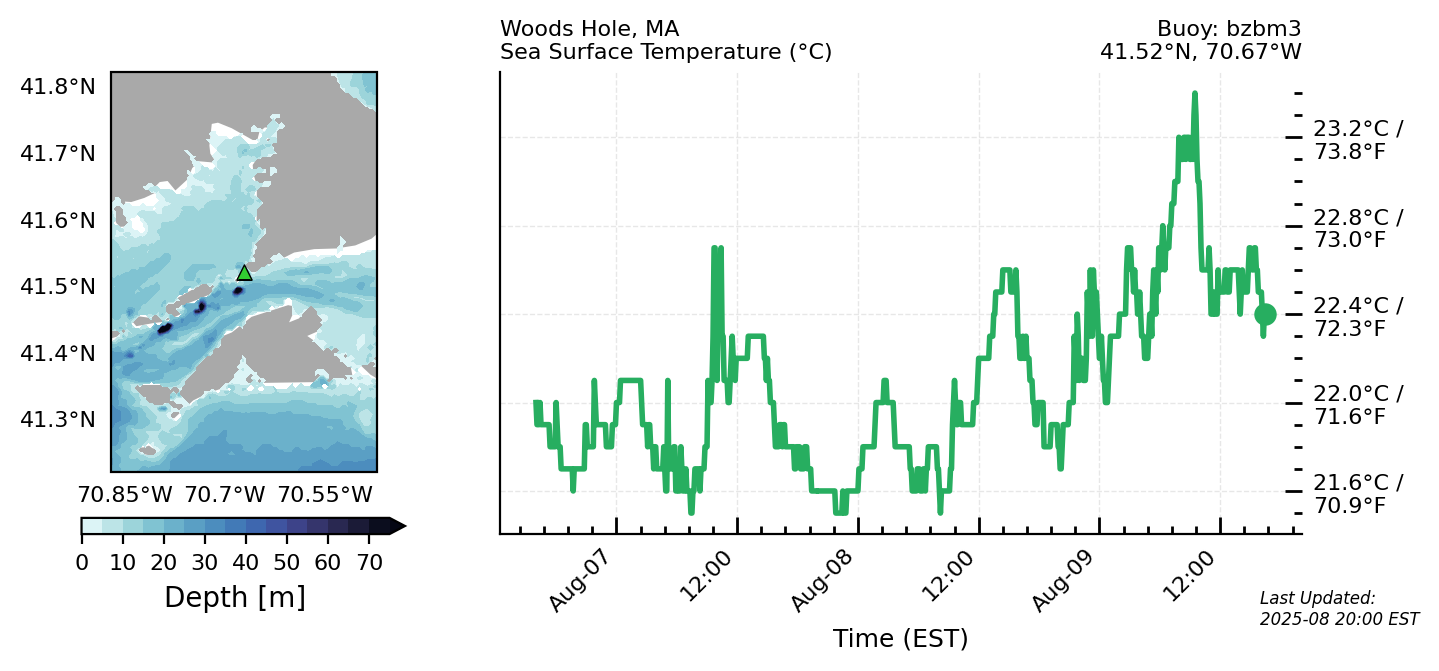 Woods Hole, MA
Sea Surface Temperature (°C)
Buoy: bzbm3
41.52°N, 70.67°W
41.8°N
41.7°N
41.6°N
41.5°N
41.4°N
41.3°N
70.85°W 70.7°W 70.55°W
0 10 20 30 40 50 60 70
Depth [m]
23.2°C /
73.8°F
22.8°C /
73.0°F
22.4°C /
72.3°F
22.0°C /
71.6°F
21.6°C /
70.9°F
Aug-07 12:00 Aug-08 12:00 Aug-09 12:00
Time (EST)
Last Updated:
2025-08 20:00 EST